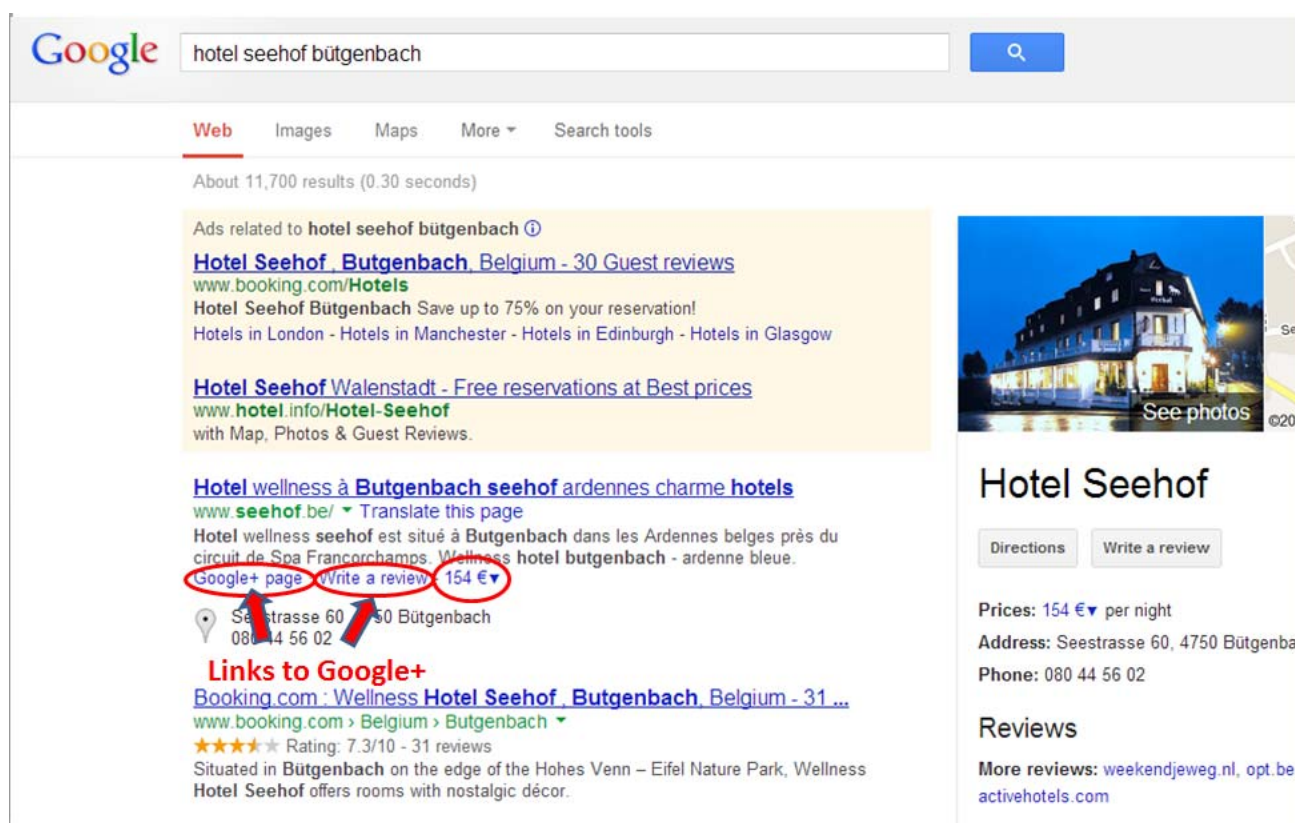 Google
hotel seehof bütgenbach
Web Images Maps More Search tools
About 11,700 results (0.30 seconds)
Ads related to hotel seehof bütgenbach
Hotel Seehof , Butgenbach, Belgium - 30 Guest reviews
www.booking.com/Hotels
Hotel Seehof Bütgenbach Save up to 75% on your reservation!
Hotels in London - Hotels in Manchester - Hotels in Edinburgh - Hotels in Glasgow
Hotel Seehof Walenstadt - Free reservations at Best prices
www.hotel.info/Hotel-Seehof
with Map, Photos & Guest Reviews.
Hotel wellness à Butgenbach seehof ardennes charme hotels
www.seehof.be/ Translate this page
Hotel wellness seehof est situé à Butgenbach dans les Ardennes belges près du
circuit de Spa Francorchamps. Wellness hotel butgenbach - ardenne bleue.
Google+ page Write a review - 154 €
Seestrasse 60 Bütgenbach
44 56 02
Links to Google+
Booking.com : Wellness Hotel Seehof , Butgenbach, Belgium - 31 ...
www.booking.com › Belgium › Butgenbach
Rating: 7.3/10 - 31 reviews
Situated in Bütgenbach on the edge of the Hohes Venn – Eifel Nature Park, Wellness
Hotel Seehof offers rooms with nostalgic décor.
See photos
Hotel Seehof
Directions Write a review
Prices: 154 € per night
Address: Seestrasse 60, 4750 Bütgenba
Phone: 080 44 56 02
Reviews
More reviews: weekendjeweg.nl, opt.be
activehotels.com